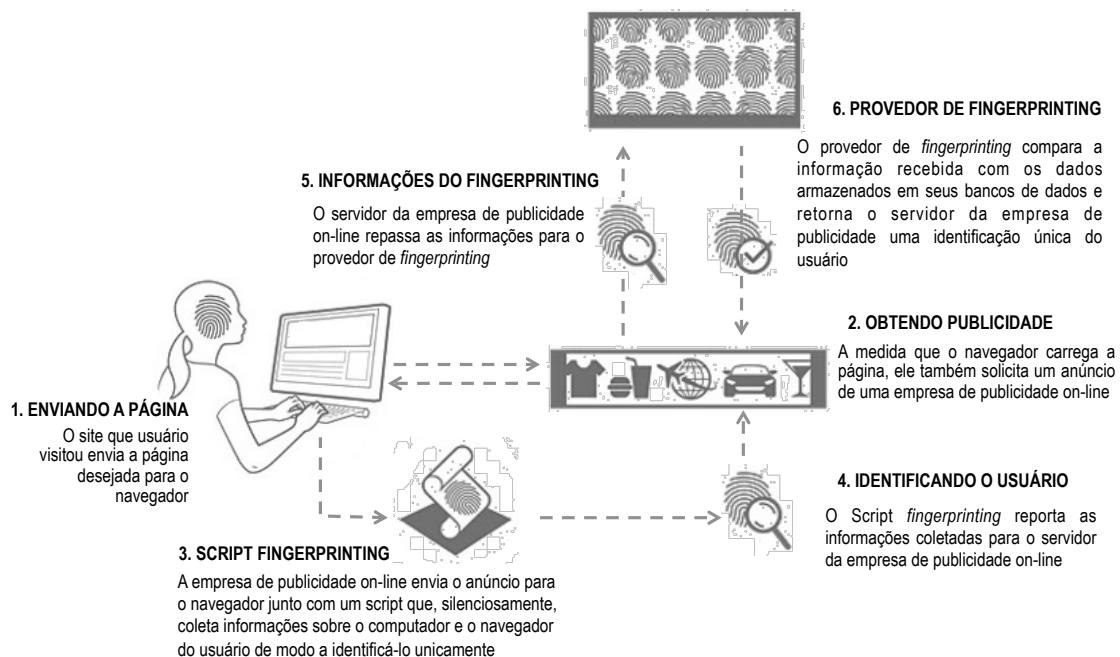 1. ENVIANDO A PÁGINA
O site que usuário
visitou envia a página
desejada para o
navegador
2. OBTENDO PUBLICIDADE
A medida que o navegador carrega a
página, ele também solicita um anúncio
de uma empresa de publicidade on-line
3. SCRIPT FINGERPRINTING
A empresa de publicidade on-line envia o anúncio para
o navegador junto com um script que, silenciosamente,
coleta informações sobre o computador e o navegador
do usuário de modo a identificá-lo unicamente
4. IDENTIFICANDO O USUÁRIO
O Script fingerprinting reporta as
informações coletadas para o servidor
da empresa de publicidade on-line
5. INFORMAÇÕES DO FINGERPRINTING
O servidor da empresa de publicidade
on-line repassa as informações para o
provedor de fingerprinting
6. PROVEDOR DE FINGERPRINTING
O provedor de fingerprinting compara a
informação recebida com os dados
armazenados em seus bancos de dados e
retorna o servidor da empresa de
publicidade uma identificação única do
usuário